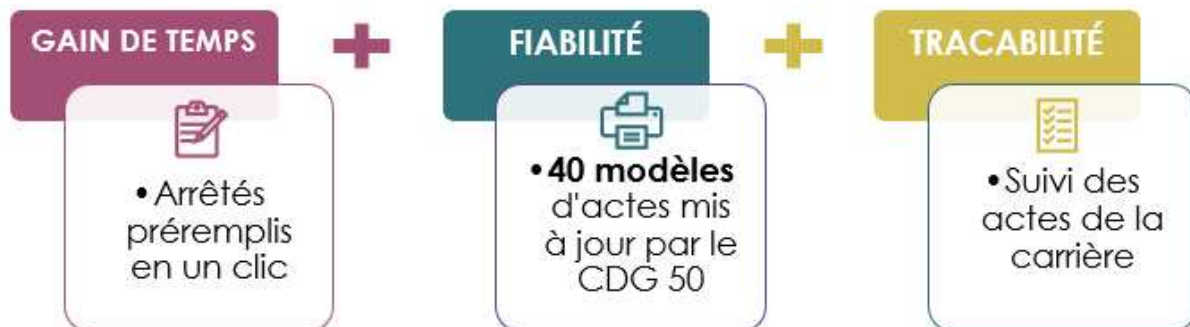 GAIN DE TEMPS
• Arrêtés
préremplis
en un clic
FIABILITÉ
• 40 modèles
d'actes mis
à jour par le
CDG 50
TRACABILITÉ
• Suivi des
actes de la
carrière